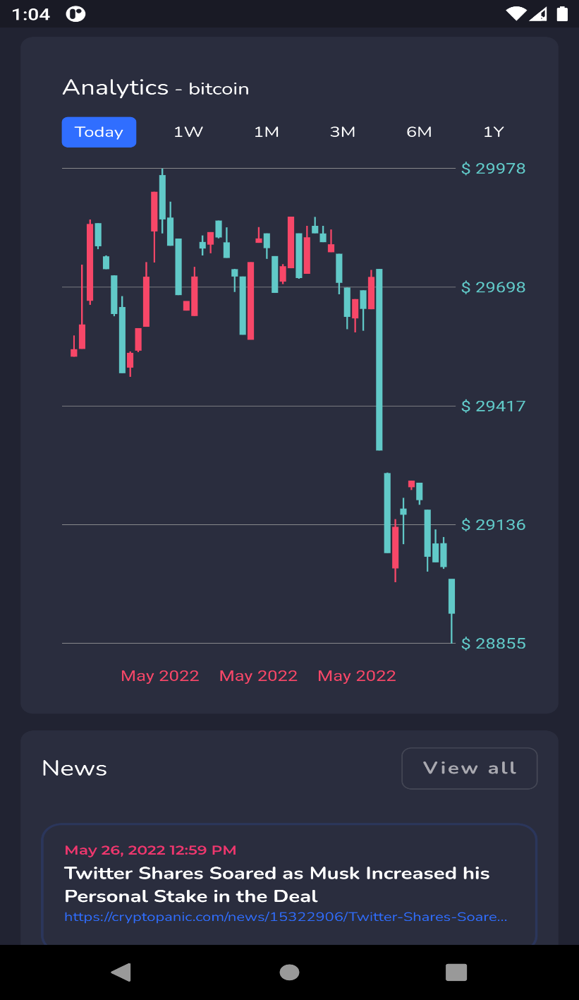 1:04
Analytics - bitcoin
Today 1W 1M 3M 6M 1Y
$ 29978
$ 29698
$ 29417
$ 29136
$ 28855
May 2022 May 2022 May 2022
News
View all
May 26, 2022 12:59 PM
Twitter Shares Soared as Musk Increased his
Personal Stake in the Deal
https://cryptopanic.com/news/15322906/Twitter-Shares-Soare...